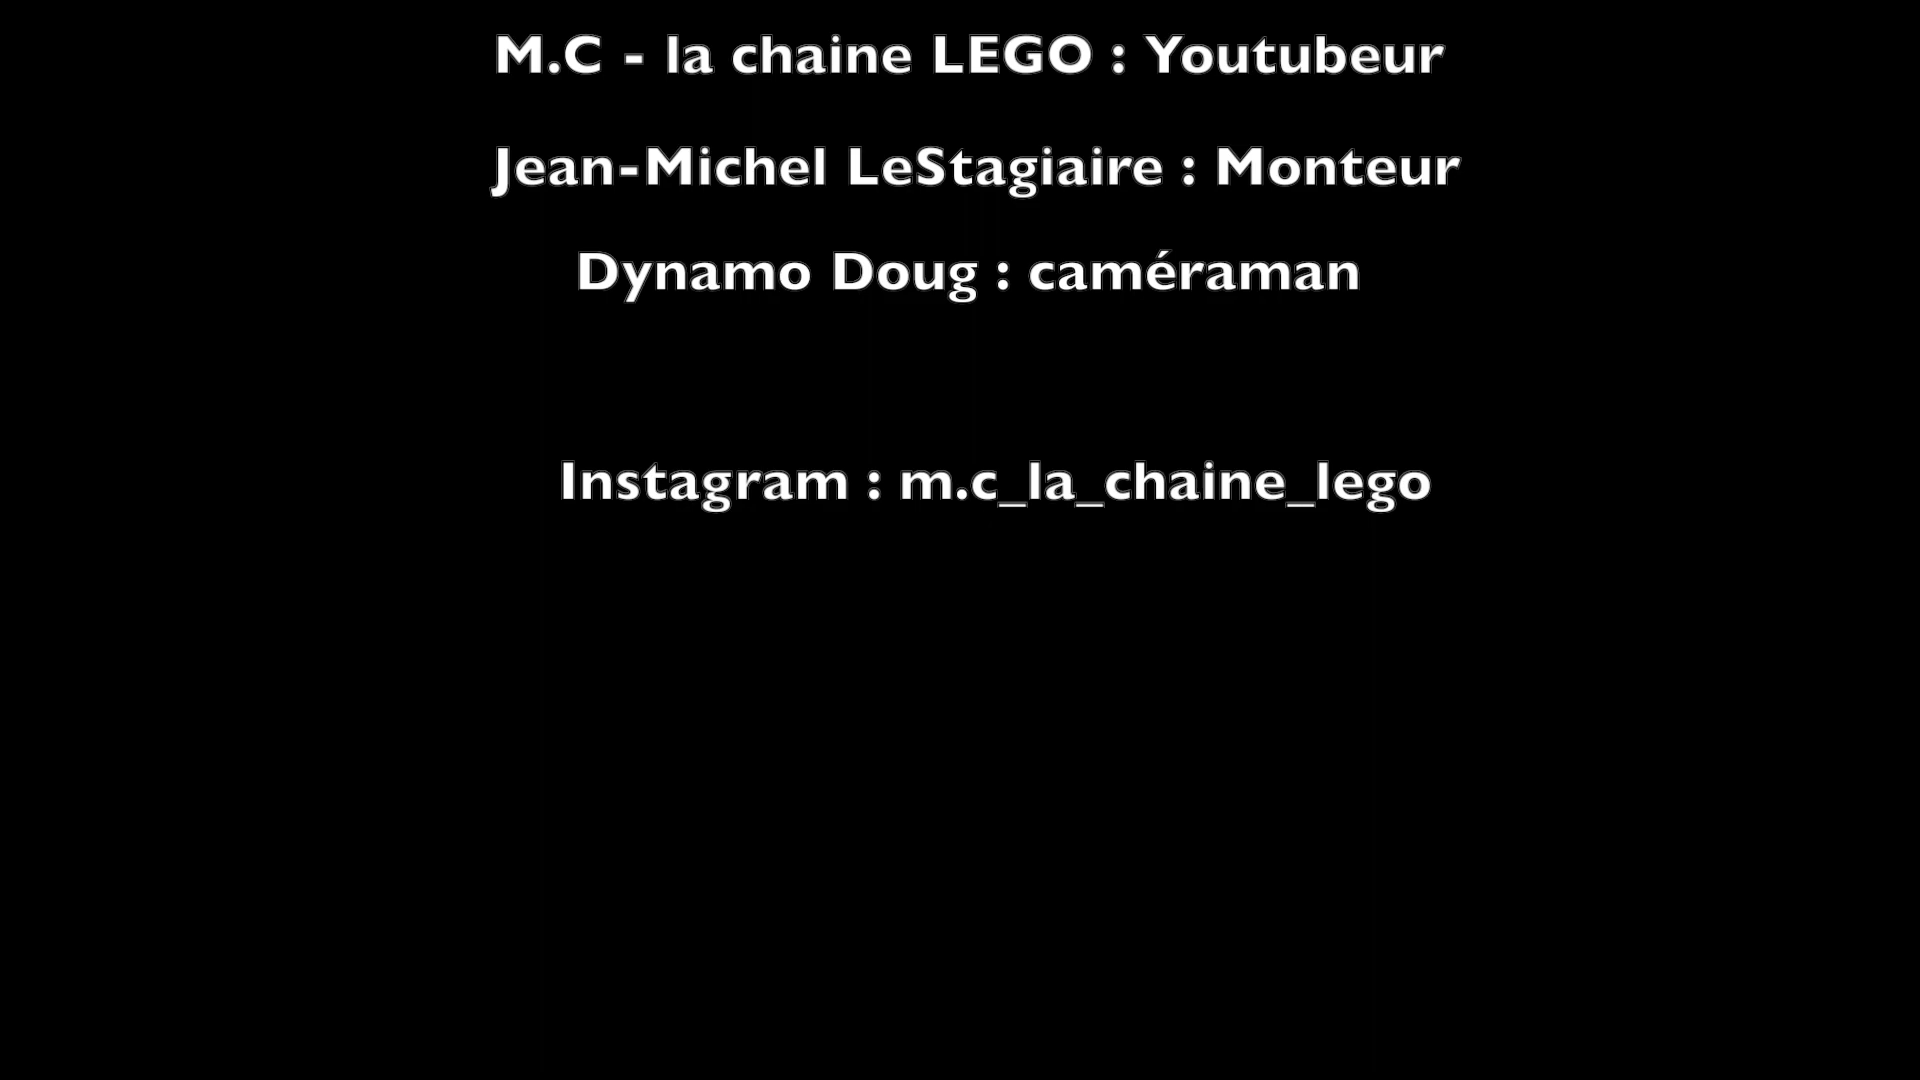 M.C - la chaine LEGO : Youtubeur
Jean-Michel LeStagiaire : Monteur
Dynamo Doug : caméraman
Instagram : m.c_la_chaine_lego